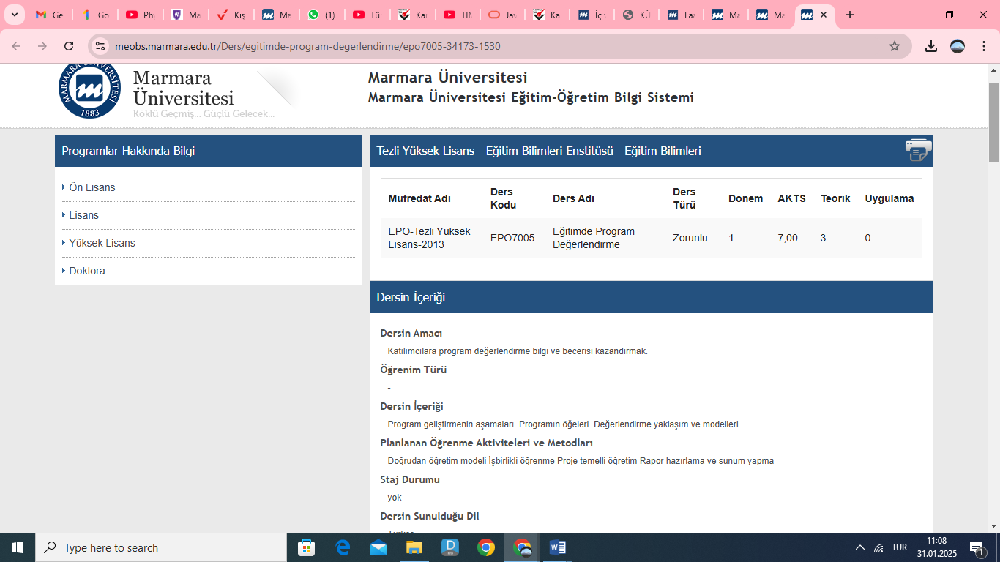 Ge
Go
Phy
Ma
Kiş
Ma
(1)
Tür
Kar
TIM
Jav
Ka
İç
KÜ
Faa
Ma
Ma
meobs.marmara.edu.tr/Ders/egitimde-program-degerlendirme/epo7005-34173-1530
MARMARA ÜNİVERSİTESİ
1883
Marmara
Üniversitesi
Köklü Geçmiş... Güçlü Gelecek...
Marmara Üniversitesi
Marmara Üniversitesi Eğitim-Öğretim Bilgi Sistemi
Programlar Hakkında Bilgi
Ön Lisans
Lisans
Yüksek Lisans
Doktora
Tezli Yüksek Lisans - Eğitim Bilimleri Enstitüsü - Eğitim Bilimleri
Müfredat Adı Ders Kodu Ders Adı Ders Türü Dönem AKTS Teorik Uygulama
EPO-Tezli Yüksek Lisans-2013 EPO7005 Eğitimde Program Değerlendirme Zorunlu 1 7,00 3 0
Dersin İçeriği
Dersin Amacı
Katılımcılara program değerlendirme bilgi ve becerisi kazandırmak.
Öğrenim Türü
-
Dersin İçeriği
Program geliştirmenin aşamaları. Programın öğeleri. Değerlendirme yaklaşım ve modelleri
Planlanan Öğrenme Aktiviteleri ve Metodları
Doğrudan öğretim modeli İşbirlikli öğrenme Proje temelli öğretim Rapor hazırlama ve sunum yapma
Staj Durumu
yok
Dersin Sunulduğu Dil
Type here to search
TUR
11:08
31.01.2025
1